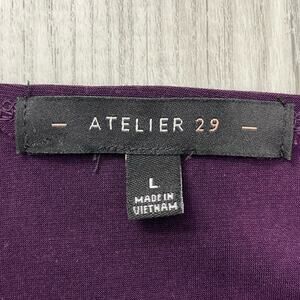 — ATELIER 29 —
L
MADE IN
VIETNAM